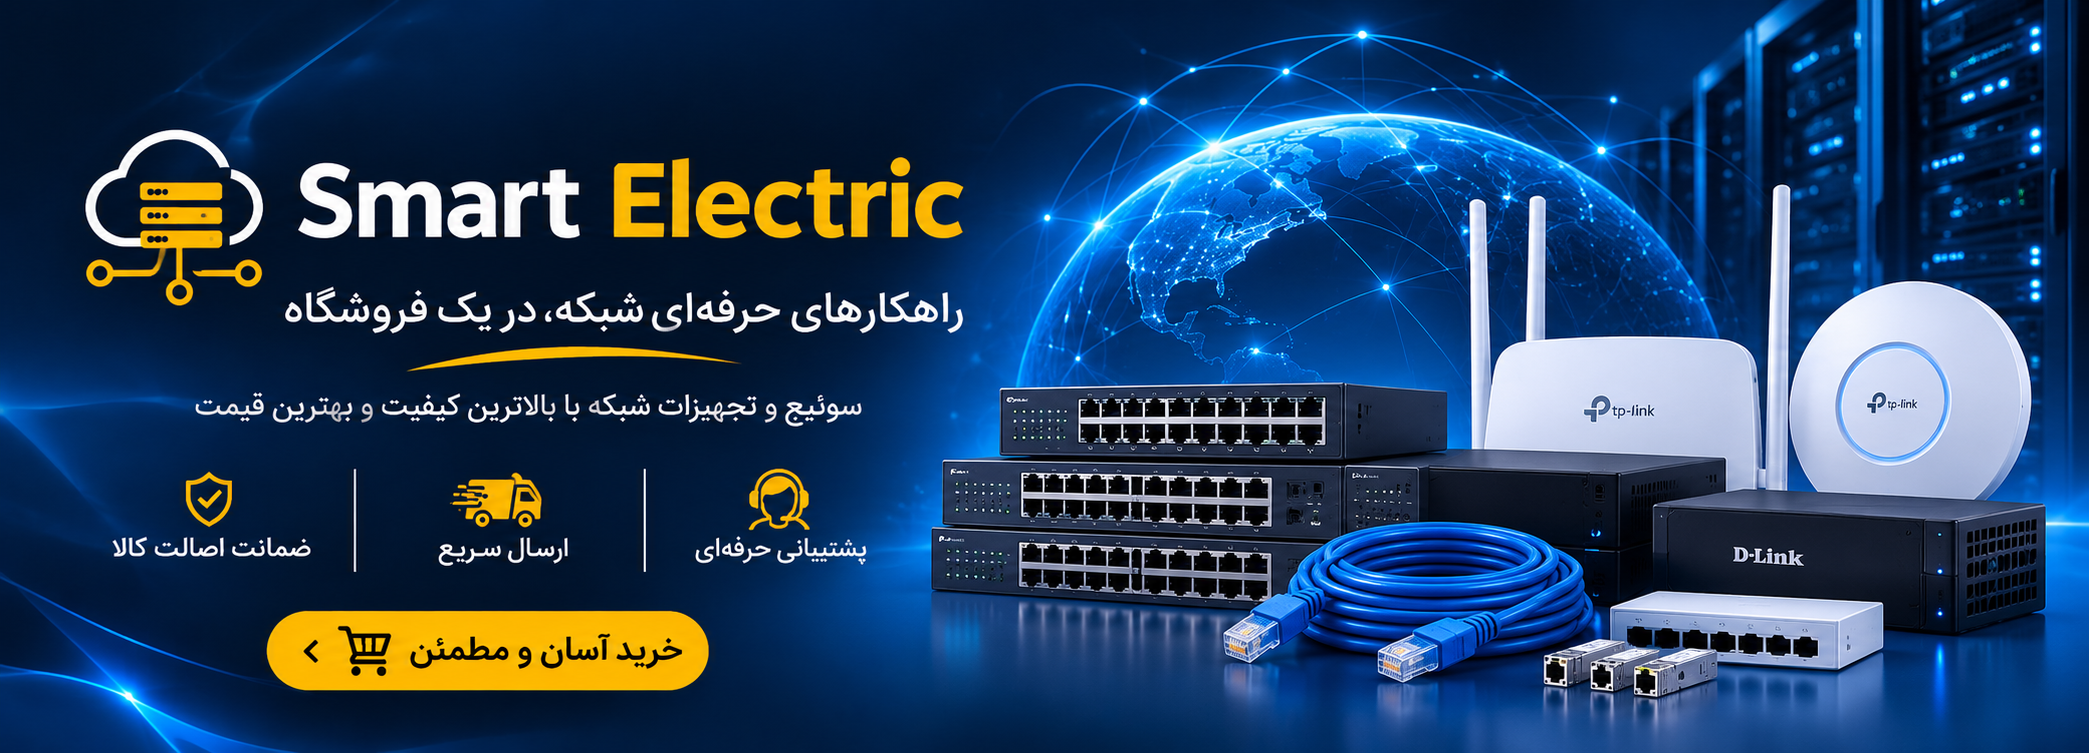 Smart Electric
راهکارهای حرفه‌ای شبکه، در یک فروشگاه
سوئیچ و تجهیزات شبکه با بالاترین کیفیت و بهترین قیمت
پشتیبانی حرفه‌ای
ارسال سریع
ضمانت اصالت کالا
خرید آسان و مطمئن
tp-link
tp-link
D-Link